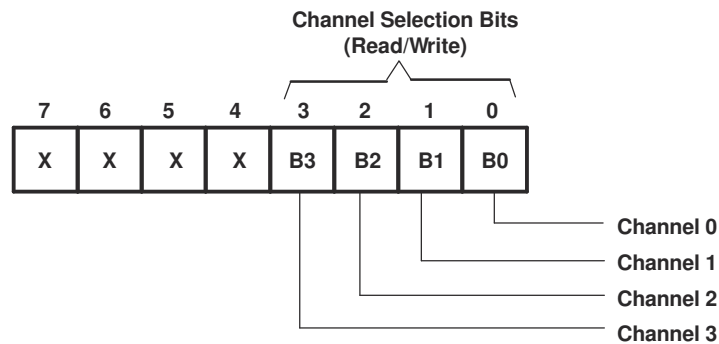 Channel Selection Bits
(Read/Write)
7 6 5 4 3 2 1 0
X X X X B3 B2 B1 B0
Channel 0
Channel 1
Channel 2
Channel 3